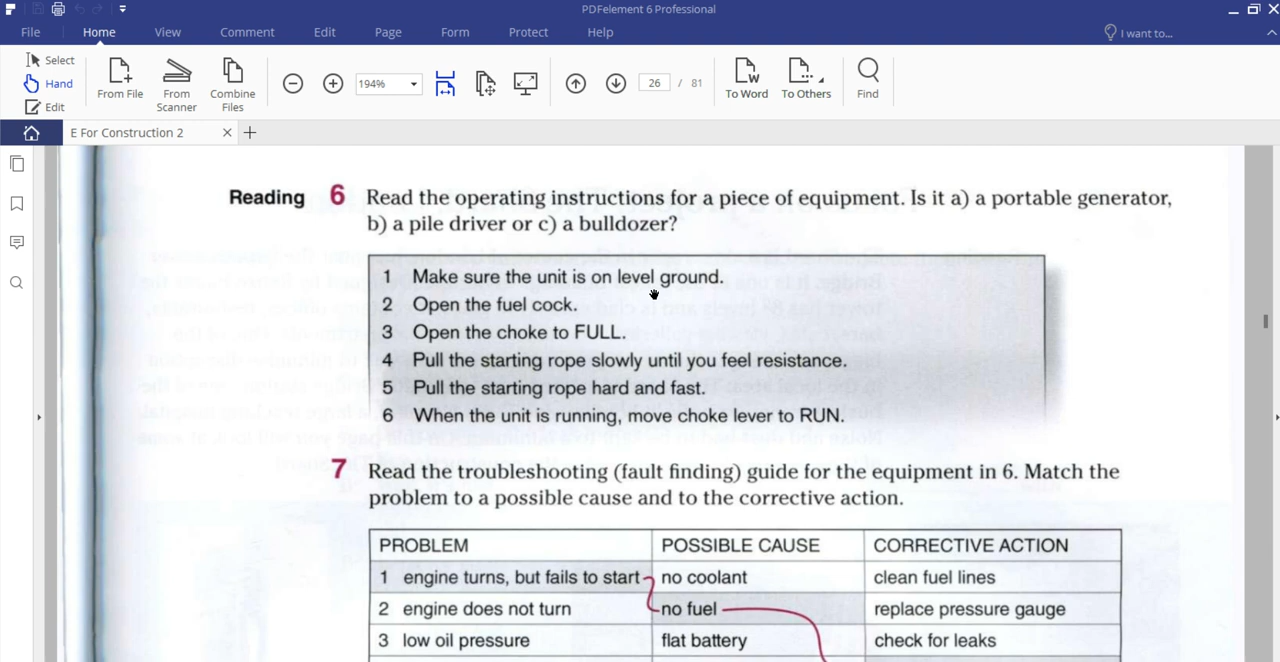 PDFelement 6 Professional
File Home View Comment Edit Page Form Protect Help I want to...
Select
Hand
Edit
From File
From Scanner
Combine Files
194%
26 / 81
To Word
To Others
Find
E For Construction 2
Reading 6 Read the operating instructions for a piece of equipment. Is it a) a portable generator,
b) a pile driver or c) a bulldozer?
1 Make sure the unit is on level ground.
2 Open the fuel cock.
3 Open the choke to FULL.
4 Pull the starting rope slowly until you feel resistance.
5 Pull the starting rope hard and fast.
6 When the unit is running, move choke lever to RUN.
7 Read the troubleshooting (fault finding) guide for the equipment in 6. Match the
problem to a possible cause and to the corrective action.
PROBLEM POSSIBLE CAUSE CORRECTIVE ACTION
1 engine turns, but fails to start no coolant clean fuel lines
2 engine does not turn no fuel replace pressure gauge
3 low oil pressure flat battery check for leaks